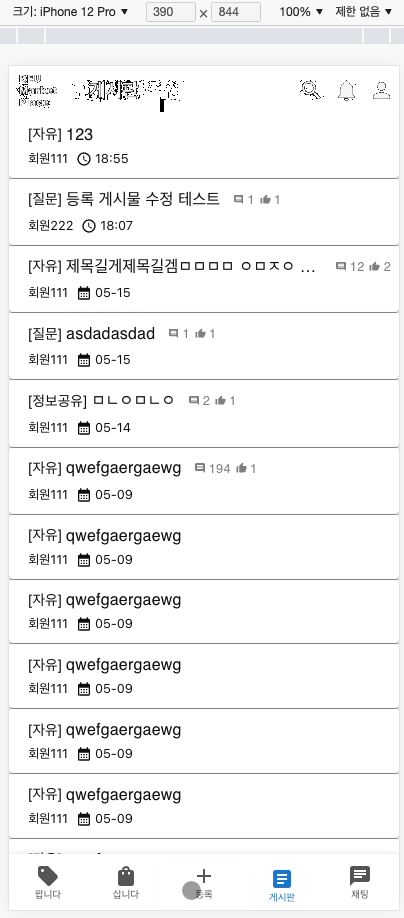 크기: iPhone 12 Pro ▼ 390 × 844 100% ▼ 제한 없음 ▼
Market
[자유] 123
회원111 18:55
[질문] 등록 게시물 수정 테스트 1 1
회원222 18:07
[자유] 제목길게제목길겜ㅁㅁㅁㅁ ㅇㅁㅈㅇ ... 12 2
회원111 05-15
[질문] asdadasdad 1 1
회원111 05-15
[정보공유] ㅁㄴㅇㅁㄴㅇ 2 1
회원111 05-14
[자유] qwefgaergaewg 194 1
회원111 05-09
[자유] qwefgaergaewg
회원111 05-09
[자유] qwefgaergaewg
회원111 05-09
[자유] qwefgaergaewg
회원111 05-09
[자유] qwefgaergaewg
회원111 05-09
[자유] qwefgaergaewg
회원111 05-09
팝니다 삽니다 등록 게시판 채팅